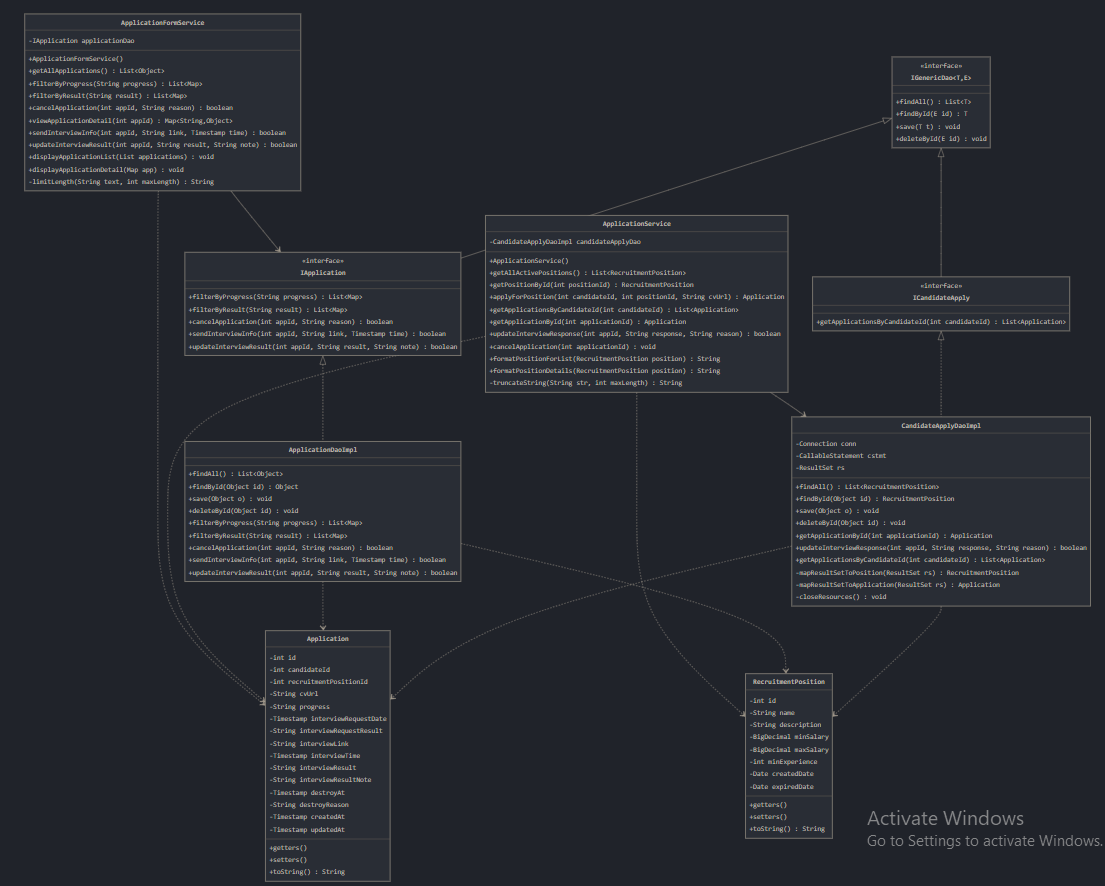 ApplicationFormService
-IApplication applicationDao
+ApplicationFormService()
+getAllApplications() : List<Object>
+filterByProgress(String progress) : List<Map>
+filterByResult(String result) : List<Map>
+cancelApplication(int appId, String reason) : boolean
+viewApplicationDetail(int appId) : Map<String,Object>
+sendInterviewInfo(int appId, String link, Timestamp time) : boolean
+updateInterviewResult(int appId, String result, String note) : boolean
+displayApplicationList(List applications) : void
+displayApplicationDetail(Map app) : void
-limitLength(String text, int maxLength) : String
«interface»
IGenericDao<T,E>
+findAll() : List<T>
+findById(E id) : T
+save(T t) : void
+deleteById(E id) : void
ApplicationService
-CandidateApplyDaoImpl candidateApplyDao
+ApplicationService()
+getAllActivePositions() : List<RecruitmentPosition>
+getPositionById(int positionId) : RecruitmentPosition
+applyForPosition(int candidateId, int positionId, String cvUrl) : Application
+getApplicationsByCandidateId(int candidateId) : List<Application>
+getApplicationById(int applicationId) : Application
+updateInterviewResponse(int appId, String response, String reason) : boolean
+cancelApplication(int applicationId) : void
+formatPositionForList(RecruitmentPosition position) : String
+formatPositionDetails(RecruitmentPosition position) : String
-truncateString(String str, int maxLength) : String
«interface»
IApplication
+filterByProgress(String progress) : List<Map>
+filterByResult(String result) : List<Map>
+cancelApplication(int appId, String reason) : boolean
+sendInterviewInfo(int appId, String link, Timestamp time) : boolean
+updateInterviewResult(int appId, String result, String note) : boolean
«interface»
ICandidateApply
+getApplicationsByCandidateId(int candidateId) : List<Application>
ApplicationDaoImpl
+findAll() : List<Object>
+findById(Object id) : Object
+save(Object o) : void
+deleteById(Object id) : void
+filterByProgress(String progress) : List<Map>
+filterByResult(String result) : List<Map>
+cancelApplication(int appId, String reason) : boolean
+sendInterviewInfo(int appId, String link, Timestamp time) : boolean
+updateInterviewResult(int appId, String result, String note) : boolean
CandidateApplyDaoImpl
-Connection conn
-CallableStatement cstmt
-ResultSet rs
+findAll() : List<RecruitmentPosition>
+findById(Object id) : RecruitmentPosition
+save(Object o) : void
+deleteById(Object id) : void
+getApplicationById(int applicationId) : Application
+updateInterviewResponse(int appId, String response, String reason) : boolean
+getApplicationsByCandidateId(int candidateId) : List<Application>
-mapResultSetToPosition(ResultSet rs) : RecruitmentPosition
-mapResultSetToApplication(ResultSet rs) : Application
-closeResources() : void
Application
-int id
-int candidateId
-int recruitmentPositionId
-String cvUrl
-String progress
-Timestamp interviewRequestDate
-String interviewRequestResult
-String interviewLink
-Timestamp interviewTime
-String interviewResult
-String interviewResultNote
-Timestamp destroyAt
-String destroyReason
-Timestamp createdAt
-Timestamp updatedAt
+getters()
+setters()
+toString() : String
RecruitmentPosition
-int id
-String name
-String description
-BigDecimal minSalary
-BigDecimal maxSalary
-int minExperience
-Date createdDate
-Date expiredDate
+getters()
+setters()
+toString() : String
Activate Windows
Go to Settings to activate Windows.